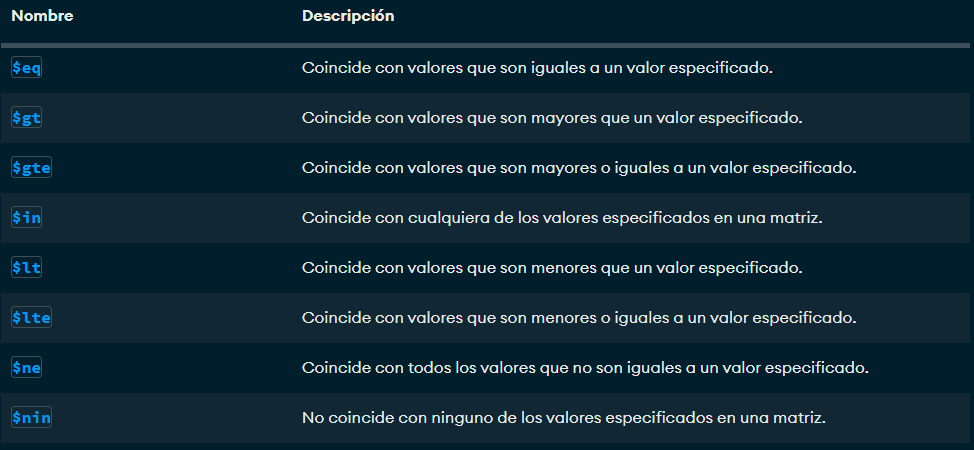 Nombre Descripción
$eq Coincide con valores que son iguales a un valor especificado.
$gt Coincide con valores que son mayores que un valor especificado.
$gte Coincide con valores que son mayores o iguales a un valor especificado.
$in Coincide con cualquiera de los valores especificados en una matriz.
$lt Coincide con valores que son menores que un valor especificado.
$lte Coincide con valores que son menores o iguales a un valor especificado.
$ne Coincide con todos los valores que no son iguales a un valor especificado.
$nin No coincide con ninguno de los valores especificados en una matriz.